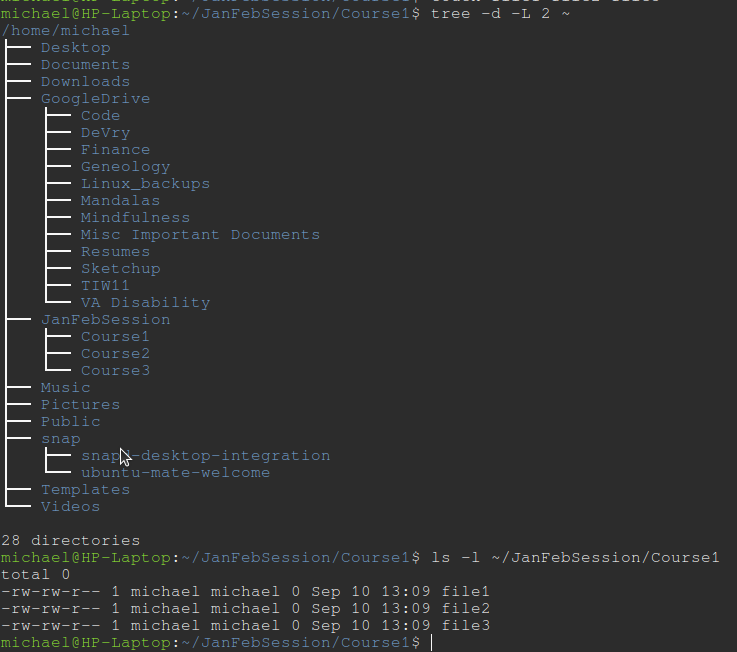 michael@HP-Laptop:~/JanFebSession/Course1$ tree -d -L 2 ~
/home/michael
├── Desktop
├── Documents
├── Downloads
├── GoogleDrive
│   ├── Code
│   ├── DeVry
│   ├── Finance
│   ├── Geneology
│   ├── Linux_backups
│   ├── Mandalas
│   ├── Mindfulness
│   ├── Misc Important Documents
│   ├── Resumes
│   ├── Sketchup
│   ├── TIW11
│   └── VA Disability
├── JanFebSession
│   ├── Course1
│   ├── Course2
│   └── Course3
├── Music
├── Pictures
├── Public
├── snap
│   ├── snapd-desktop-integration
│   └── ubuntu-mate-welcome
├── Templates
└── Videos

28 directories
michael@HP-Laptop:~/JanFebSession/Course1$ ls -l ~/JanFebSession/Course1
total 0
-rw-rw-r-- 1 michael michael 0 Sep 10 13:09 file1
-rw-rw-r-- 1 michael michael 0 Sep 10 13:09 file2
-rw-rw-r-- 1 michael michael 0 Sep 10 13:09 file3
michael@HP-Laptop:~/JanFebSession/Course1$